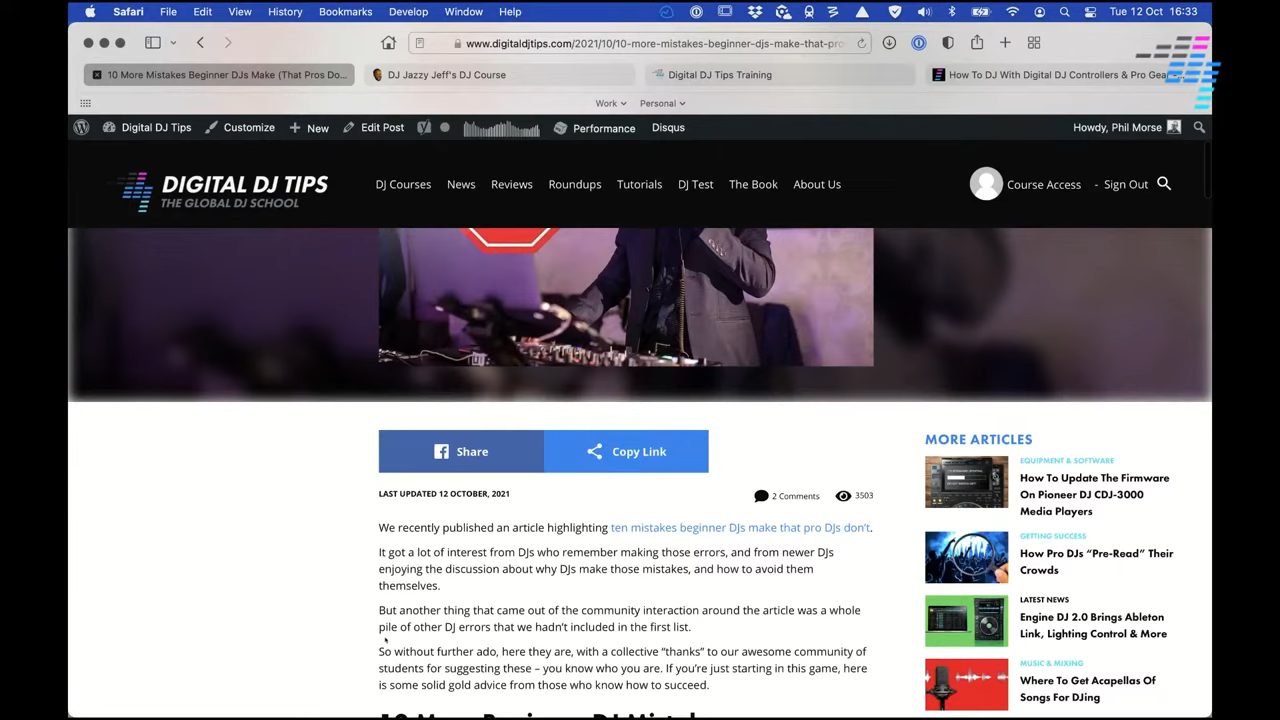 Safari File Edit View History Bookmarks Develop Window Help Tue 12 Oct 16:33
www.digitaldjtips.com/2021/10/10-more-mistakes-beginner-djs-make-that-pro
10 More Mistakes Beginner DJs Make (That Pros Do... DJ Jazzy Jeff's DJ Course Digital DJ Tips Training How To DJ With Digital DJ Controllers & Pro Gear
Work Personal
Digital DJ Tips Customize New Edit Post Performance Disqus Howdy, Phil Morse
DIGITAL DJ TIPS
THE GLOBAL DJ SCHOOL
DJ Courses News Reviews Roundups Tutorials DJ Test The Book About Us Course Access - Sign Out
Share Copy Link
LAST UPDATED 12 OCTOBER, 2021 2 Comments 3503
We recently published an article highlighting ten mistakes beginner DJs make that pro DJs don't.
It got a lot of interest from DJs who remember making those errors, and from newer DJs
enjoying the discussion about why DJs make those mistakes, and how to avoid them
themselves.
But another thing that came out of the community interaction around the article was a whole
pile of other DJ errors that we hadn't included in the first list.
So without further ado, here they are, with a collective "thanks" to our awesome community of
students for suggesting these – you know who you are. If you're just starting in this game, here
is some solid gold advice from those who know how to succeed.
MORE ARTICLES
EQUIPMENT & SOFTWARE
How To Update The Firmware
On Pioneer DJ CDJ-3000
Media Players
GETTING SUCCESS
How Pro DJs "Pre-Read" Their
Crowds
LATEST NEWS
Engine DJ 2.0 Brings Ableton
Link, Lighting Control & More
MUSIC & MIXING
Where To Get Acapellas Of
Songs For DJing